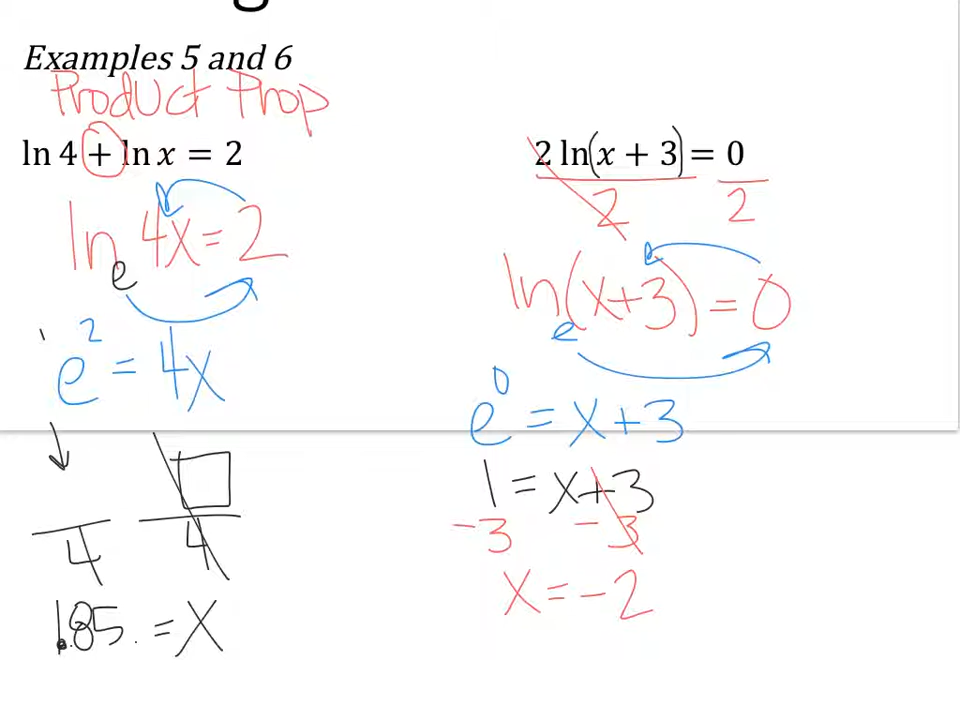 Examples 5 and 6
Product Prop
ln 4 + ln x = 2
ln 4x = 2
e
e² = 4x
4 4
1.85 = x
2 ln(x + 3) = 0
2 2
ln(x+3) = 0
e
e⁰ = x+3
1 = x+3
-3 -3
x = -2